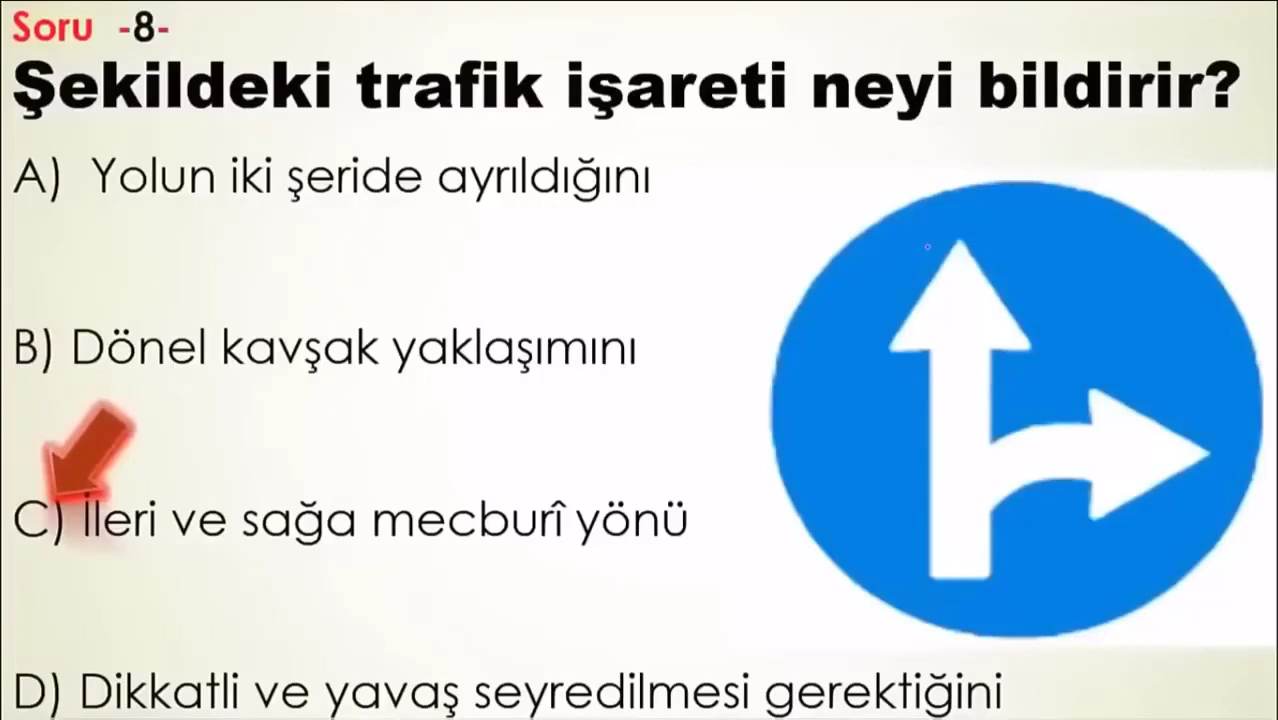 Soru -8-
Şekildeki trafik işareti neyi bildirir?
A) Yolun iki şeride ayrıldığını
B) Dönel kavşak yaklaşımını
C) İleri ve sağa mecburî yönü
D) Dikkatli ve yavaş seyredilmesi gerektiğini